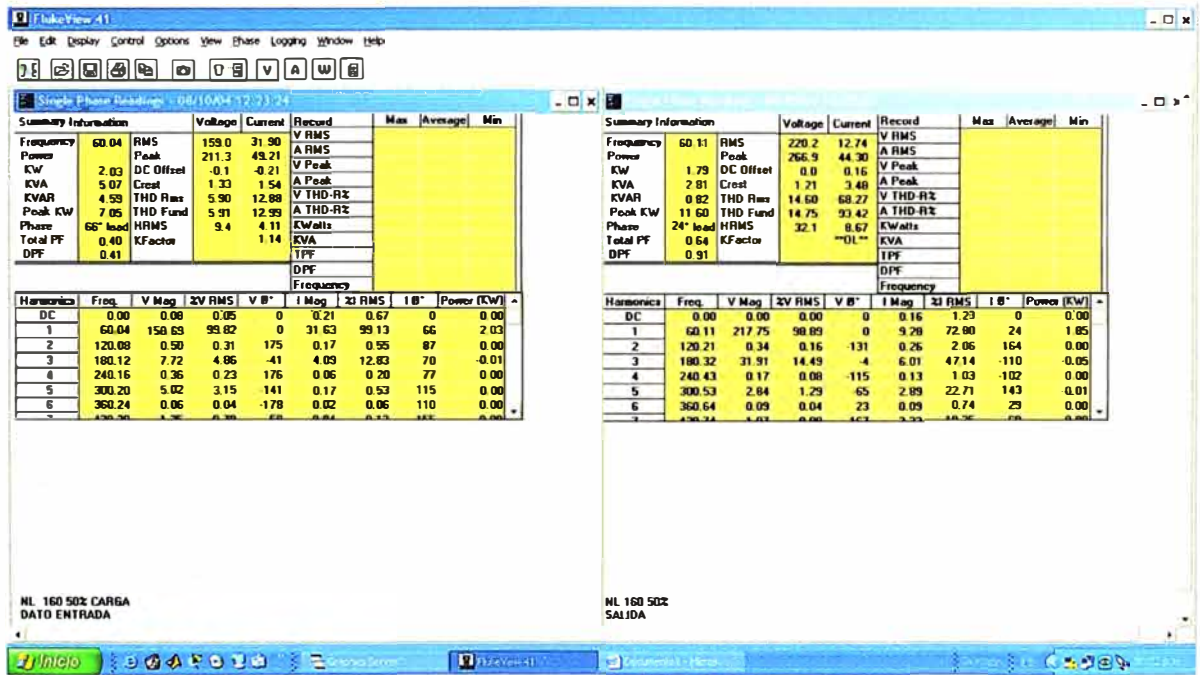 FlukeView 41
File Edit Display Control Options View Phase Logging Window Help
V A W
Single Phase Readings - 08/10/04 12:23:24
Summary Information Voltage Current Record Max Average Min
Frequency 60.04 RMS 159.0 31.90 V RMS
Power Peak 211.3 49.21 A RMS
KW 2.03 DC Offset -0.1 -0.21 V Peak
KVA 5.07 Crest 1.33 1.54 A Peak
KVAR 4.59 THD Rms 5.90 12.88 V THD-R%
Peak KW 7.05 THD Fund 5.91 12.99 A THD-R%
Phase 66° lead HRMS 9.4 4.11 KWatts
Total PF 0.40 KFactor 1.14 KVA
DPF 0.41 TPF
DPF
Frequency
Harmonics Freq. V Mag %V RMS V Ø° I Mag %I RMS I Ø° Power (KW)
DC 0.00 0.08 0.05 0 0.21 0.67 0 0.00
1 60.04 158.69 99.82 0 31.63 99.13 66 2.03
2 120.08 0.50 0.31 175 0.17 0.55 87 0.00
3 180.12 7.72 4.86 -41 4.09 12.83 70 -0.01
4 240.16 0.36 0.23 176 0.06 0.20 77 0.00
5 300.20 5.02 3.15 -141 0.17 0.53 115 0.00
6 360.24 0.06 0.04 -178 0.02 0.06 110 0.00
NL 160 50% CARGA
DATO ENTRADA
Summary Information Voltage Current Record Max Average Min
Frequency 60.11 RMS 220.2 12.74 V RMS
Power Peak 266.9 44.30 A RMS
KW 1.79 DC Offset 0.0 0.16 V Peak
KVA 2.81 Crest 1.21 3.48 A Peak
KVAR 0.82 THD Rms 14.60 68.27 V THD-R%
Peak KW 11.60 THD Fund 14.75 93.42 A THD-R%
Phase 24° lead HRMS 32.1 8.67 KWatts
Total PF 0.64 KFactor **OL** KVA
DPF 0.91 TPF
DPF
Frequency
Harmonics Freq. V Mag %V RMS V Ø° I Mag %I RMS I Ø° Power (KW)
DC 0.00 0.00 0.00 0 0.16 1.29 0 0.00
1 60.11 217.75 98.89 0 9.28 72.80 24 1.85
2 120.21 0.34 0.16 -131 0.26 2.06 164 0.00
3 180.32 31.91 14.49 -4 6.01 47.14 -110 -0.05
4 240.43 0.17 0.08 -115 0.13 1.03 -102 0.00
5 300.53 2.84 1.29 -65 2.89 22.71 143 -0.01
6 360.64 0.09 0.04 23 0.09 0.74 29 0.00
NL 160 50%
SALIDA
Inicio Graphics Server FlukeView 41